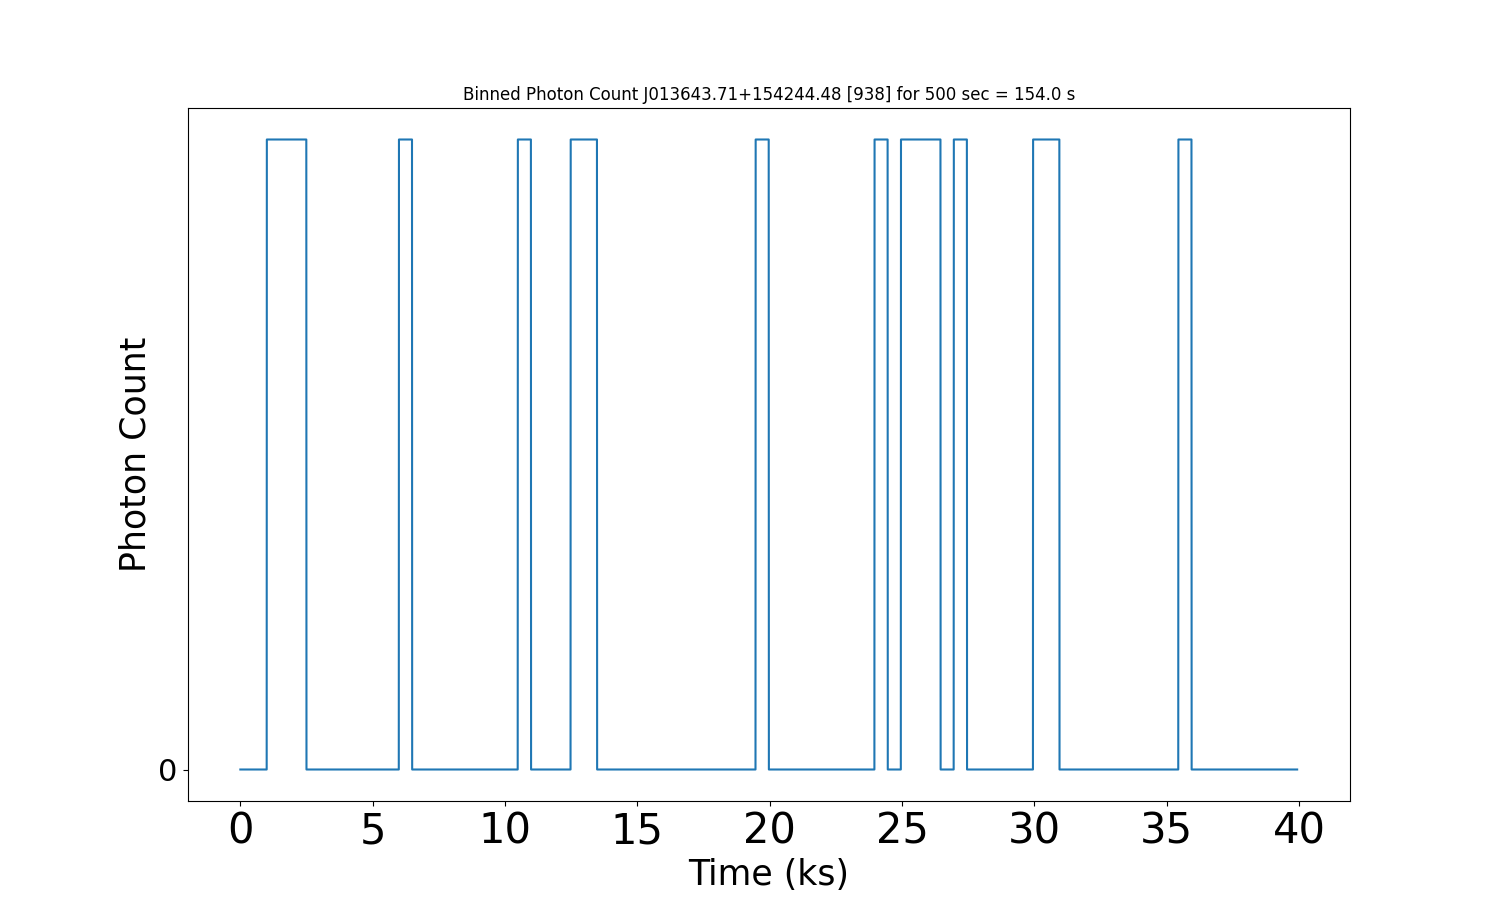 Binned Photon Count J013643.71+154244.48 [938] for 500 sec = 154.0 s
Photon Count
0
0 5 10 15 20 25 30 35 40
Time (ks)